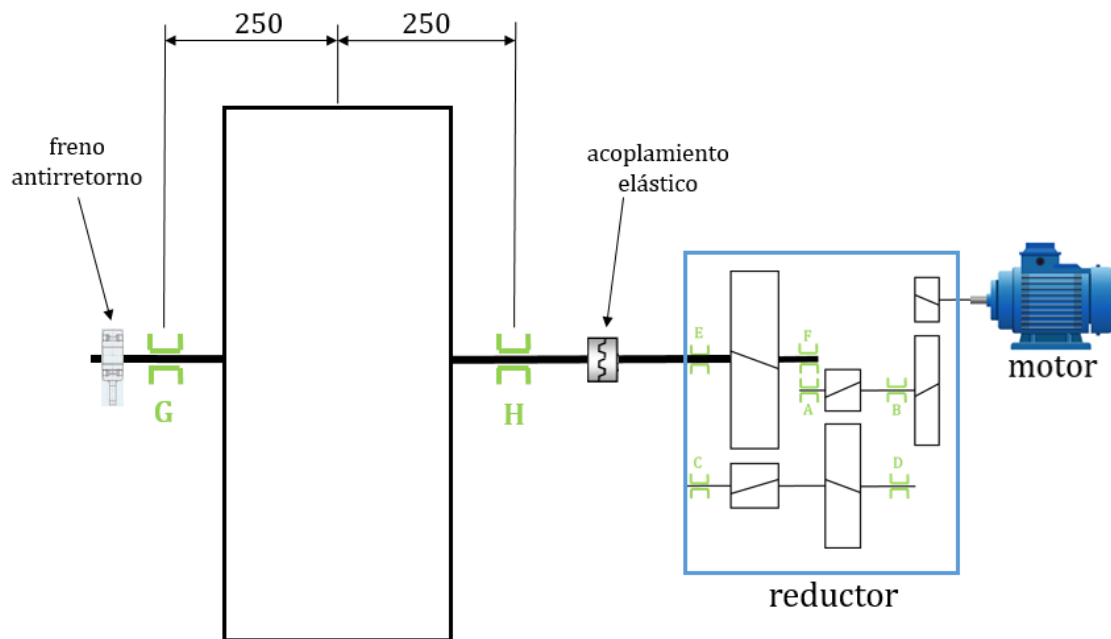 250
250
freno
antirretorno
acoplamiento
elástico
G
H
E
F
A
B
C
D
motor
reductor